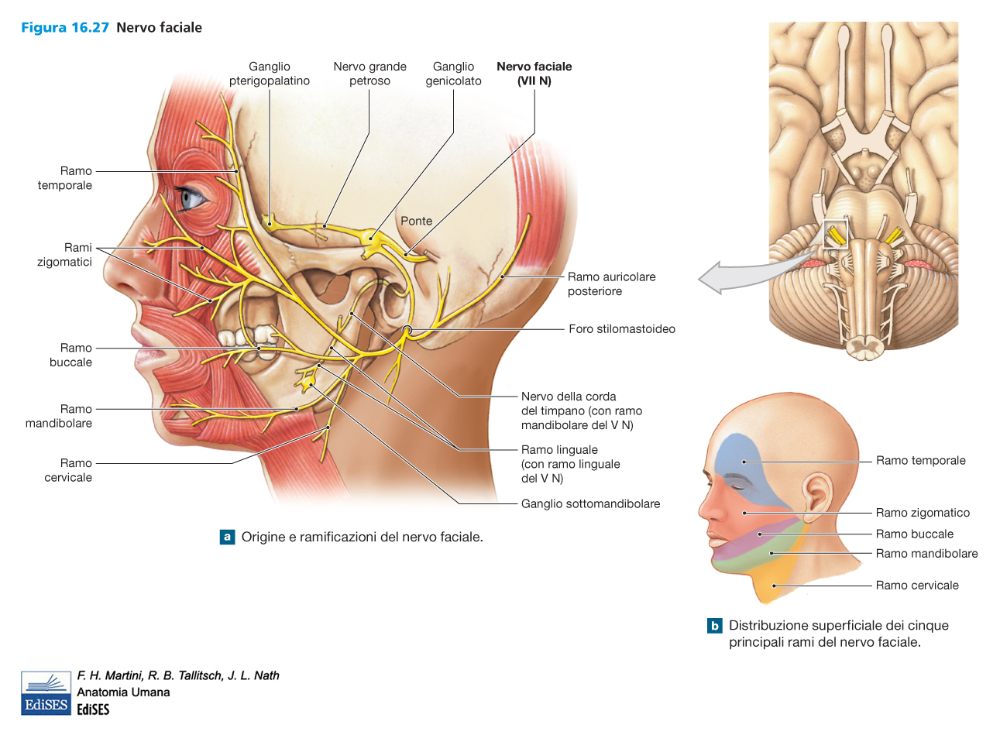 Figura 16.27 Nervo faciale
Ganglio
pterigopalatino
Nervo grande
petroso
Ganglio
genicolato
Nervo faciale
(VII N)
Ramo
temporale
Ponte
Rami
zigomatici
Ramo auricolare
posteriore
Foro stilomastoideo
Ramo
buccale
Nervo della corda
del timpano (con ramo
mandibolare del V N)
Ramo
mandibolare
Ramo linguale
(con ramo linguale
del V N)
Ramo
cervicale
Ganglio sottomandibolare
a Origine e ramificazioni del nervo faciale.
Ramo temporale
Ramo zigomatico
Ramo buccale
Ramo mandibolare
Ramo cervicale
b Distribuzione superficiale dei cinque
principali rami del nervo faciale.
F. H. Martini, R. B. Tallitsch, J. L. Nath
Anatomia Umana
EdiSES
EdiSES